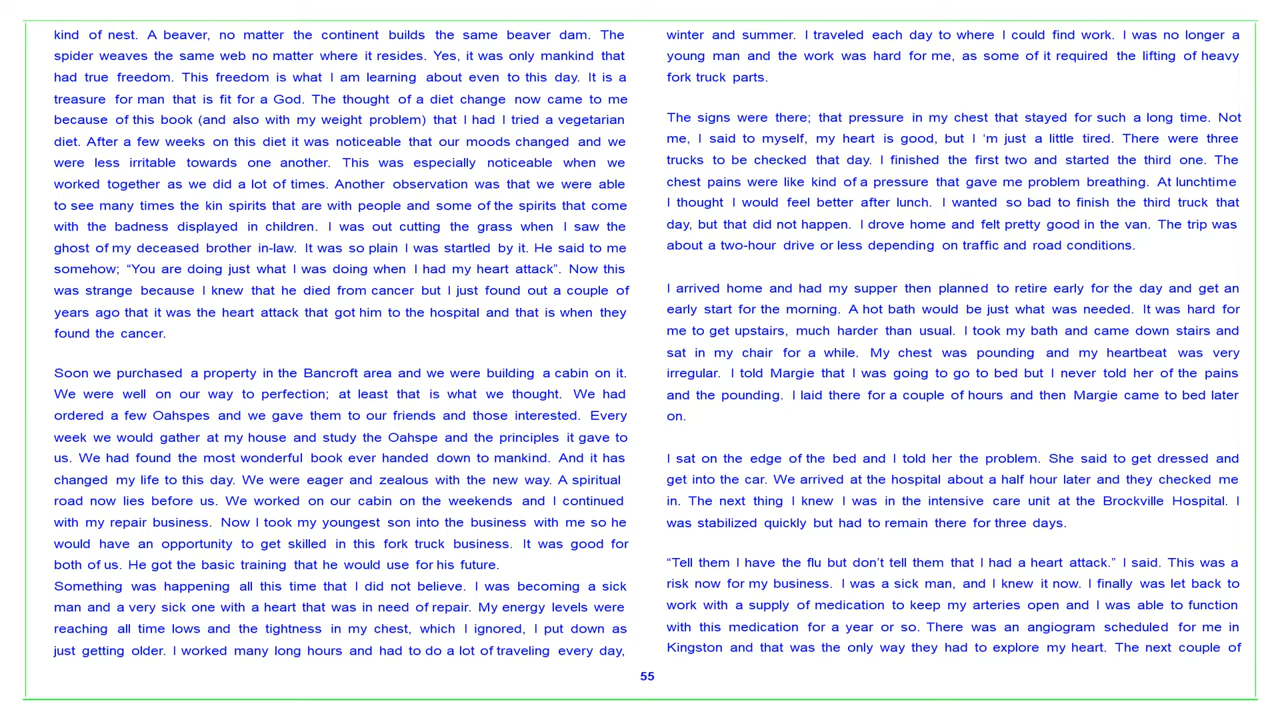 kind of nest. A beaver, no matter the continent builds the same beaver dam. The
spider weaves the same web no matter where it resides. Yes, it was only mankind that
had true freedom. This freedom is what I am learning about even to this day. It is a
treasure for man that is fit for a God. The thought of a diet change now came to me
because of this book (and also with my weight problem) that I had I tried a vegetarian
diet. After a few weeks on this diet it was noticeable that our moods changed and we
were less irritable towards one another. This was especially noticeable when we
worked together as we did a lot of times. Another observation was that we were able
to see many times the kin spirits that are with people and some of the spirits that come
with the badness displayed in children. I was out cutting the grass when I saw the
ghost of my deceased brother in-law. It was so plain I was startled by it. He said to me
somehow; “You are doing just what I was doing when I had my heart attack”. Now this
was strange because I knew that he died from cancer but I just found out a couple of
years ago that it was the heart attack that got him to the hospital and that is when they
found the cancer.
Soon we purchased a property in the Bancroft area and we were building a cabin on it.
We were well on our way to perfection; at least that is what we thought. We had
ordered a few Oahspes and we gave them to our friends and those interested. Every
week we would gather at my house and study the Oahspe and the principles it gave to
us. We had found the most wonderful book ever handed down to mankind. And it has
changed my life to this day. We were eager and zealous with the new way. A spiritual
road now lies before us. We worked on our cabin on the weekends and I continued
with my repair business. Now I took my youngest son into the business with me so he
would have an opportunity to get skilled in this fork truck business. It was good for
both of us. He got the basic training that he would use for his future.
Something was happening all this time that I did not believe. I was becoming a sick
man and a very sick one with a heart that was in need of repair. My energy levels were
reaching all time lows and the tightness in my chest, which I ignored, I put down as
just getting older. I worked many long hours and had to do a lot of traveling every day,
winter and summer. I traveled each day to where I could find work. I was no longer a
young man and the work was hard for me, as some of it required the lifting of heavy
fork truck parts.
The signs were there; that pressure in my chest that stayed for such a long time. Not
me, I said to myself, my heart is good, but I ‘m just a little tired. There were three
trucks to be checked that day. I finished the first two and started the third one. The
chest pains were like kind of a pressure that gave me problem breathing. At lunchtime
I thought I would feel better after lunch. I wanted so bad to finish the third truck that
day, but that did not happen. I drove home and felt pretty good in the van. The trip was
about a two-hour drive or less depending on traffic and road conditions.
I arrived home and had my supper then planned to retire early for the day and get an
early start for the morning. A hot bath would be just what was needed. It was hard for
me to get upstairs, much harder than usual. I took my bath and came down stairs and
sat in my chair for a while. My chest was pounding and my heartbeat was very
irregular. I told Margie that I was going to go to bed but I never told her of the pains
and the pounding. I laid there for a couple of hours and then Margie came to bed later
on.
I sat on the edge of the bed and I told her the problem. She said to get dressed and
get into the car. We arrived at the hospital about a half hour later and they checked me
in. The next thing I knew I was in the intensive care unit at the Brockville Hospital. I
was stabilized quickly but had to remain there for three days.
“Tell them I have the flu but don’t tell them that I had a heart attack.” I said. This was a
risk now for my business. I was a sick man, and I knew it now. I finally was let back to
work with a supply of medication to keep my arteries open and I was able to function
with this medication for a year or so. There was an angiogram scheduled for me in
Kingston and that was the only way they had to explore my heart. The next couple of
55